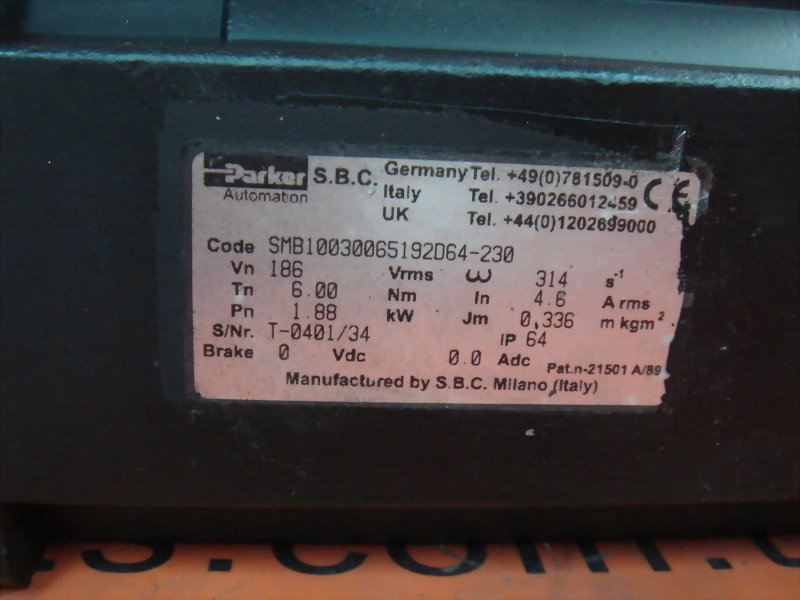 Parker S.B.C. Germany Tel. +49(0)781509-0
Automation Italy Tel. +390266012459 CE
UK Tel. +44(0)1202699000
Code SMB10030065192D64-230
Vn 186 Vrms ω 314 s-1
Tn 6.00 Nm In 4.6 A rms
Pn 1.88 kW Jm 0,336 m kgm2
S/Nr. T-0401/34 IP 64
Brake 0 Vdc 0.0 Adc Pat.n-21501 A/89
Manufactured by S.B.C. Milano (Italy)
s.com.